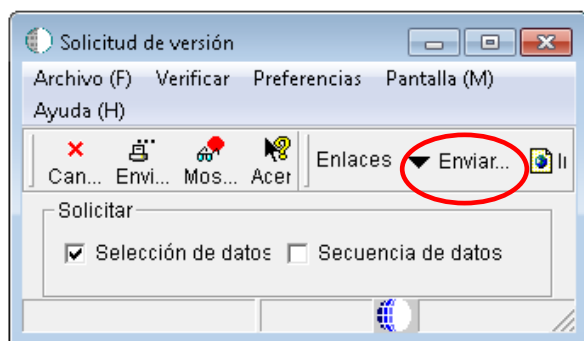 Solicitud de versión
Archivo (F) Verificar Preferencias Pantalla (M)
Ayuda (H)
Can... Envi... Mos... Acer Enlaces Enviar... Ir
Solicitar
Selección de datos Secuencia de datos